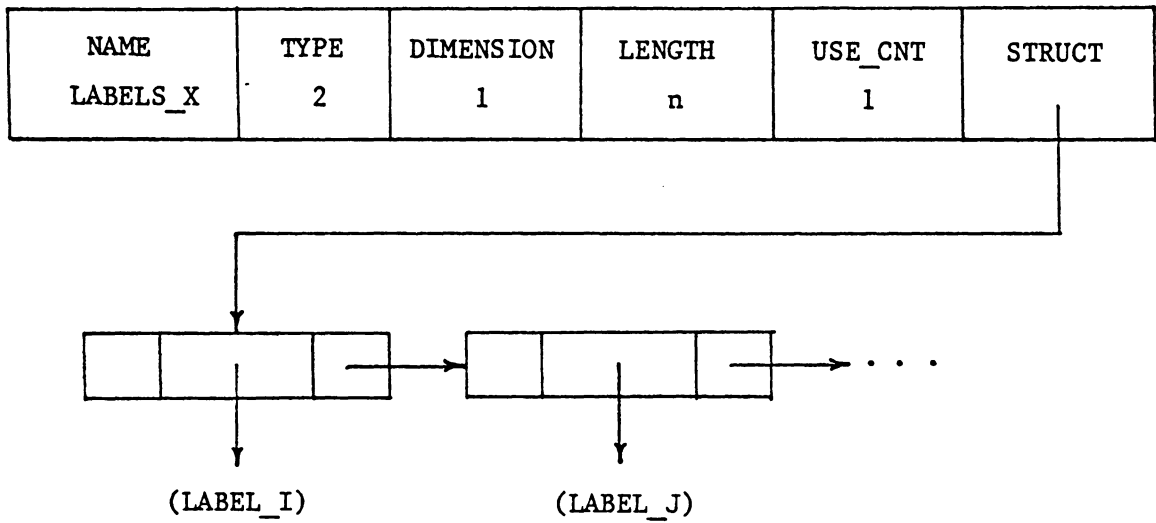 NAME TYPE DIMENSION LENGTH USE_CNT STRUCT
LABELS_X 2 1 n 1
(LABEL_I) (LABEL_J)